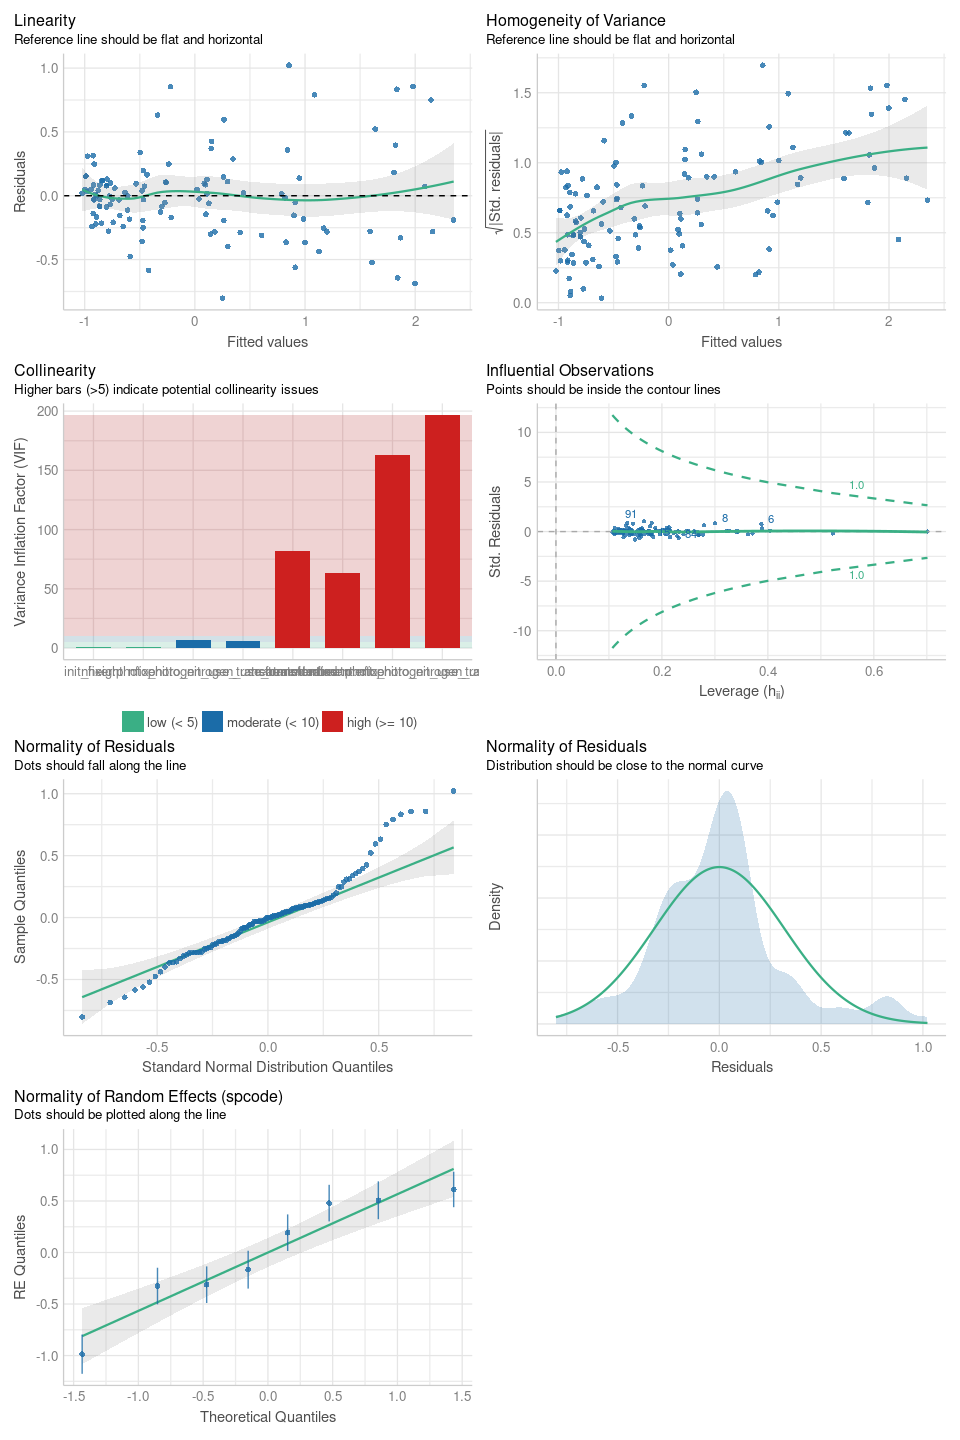 Linearity
Reference line should be flat and horizontal
1.0
0.5
0.0
-0.5
Residuals
-1
0
1
2
Fitted values
Homogeneity of Variance
Reference line should be flat and horizontal
1.5
1.0
0.5
0.0
√|Std. residuals|
-1
0
1
2
Fitted values
Collinearity
Higher bars (>5) indicate potential collinearity issues
200
150
100
50
0
Variance Inflation Factor (VIF)
low (< 5)
moderate (< 10)
high (>= 10)
Influential Observations
Points should be inside the contour lines
10
5
0
-5
-10
Std. Residuals
1.0
91
8
6
1.0
0.0
0.2
0.4
0.6
Leverage (hii)
Normality of Residuals
Dots should fall along the line
1.0
0.5
0.0
-0.5
Sample Quantiles
-0.5
0.0
0.5
Standard Normal Distribution Quantiles
Normality of Residuals
Distribution should be close to the normal curve
Density
-0.5
0.0
0.5
1.0
Residuals
Normality of Random Effects (spcode)
Dots should be plotted along the line
1.0
0.5
0.0
-0.5
-1.0
RE Quantiles
-1.5
-1.0
-0.5
0.0
0.5
1.0
1.5
Theoretical Quantiles